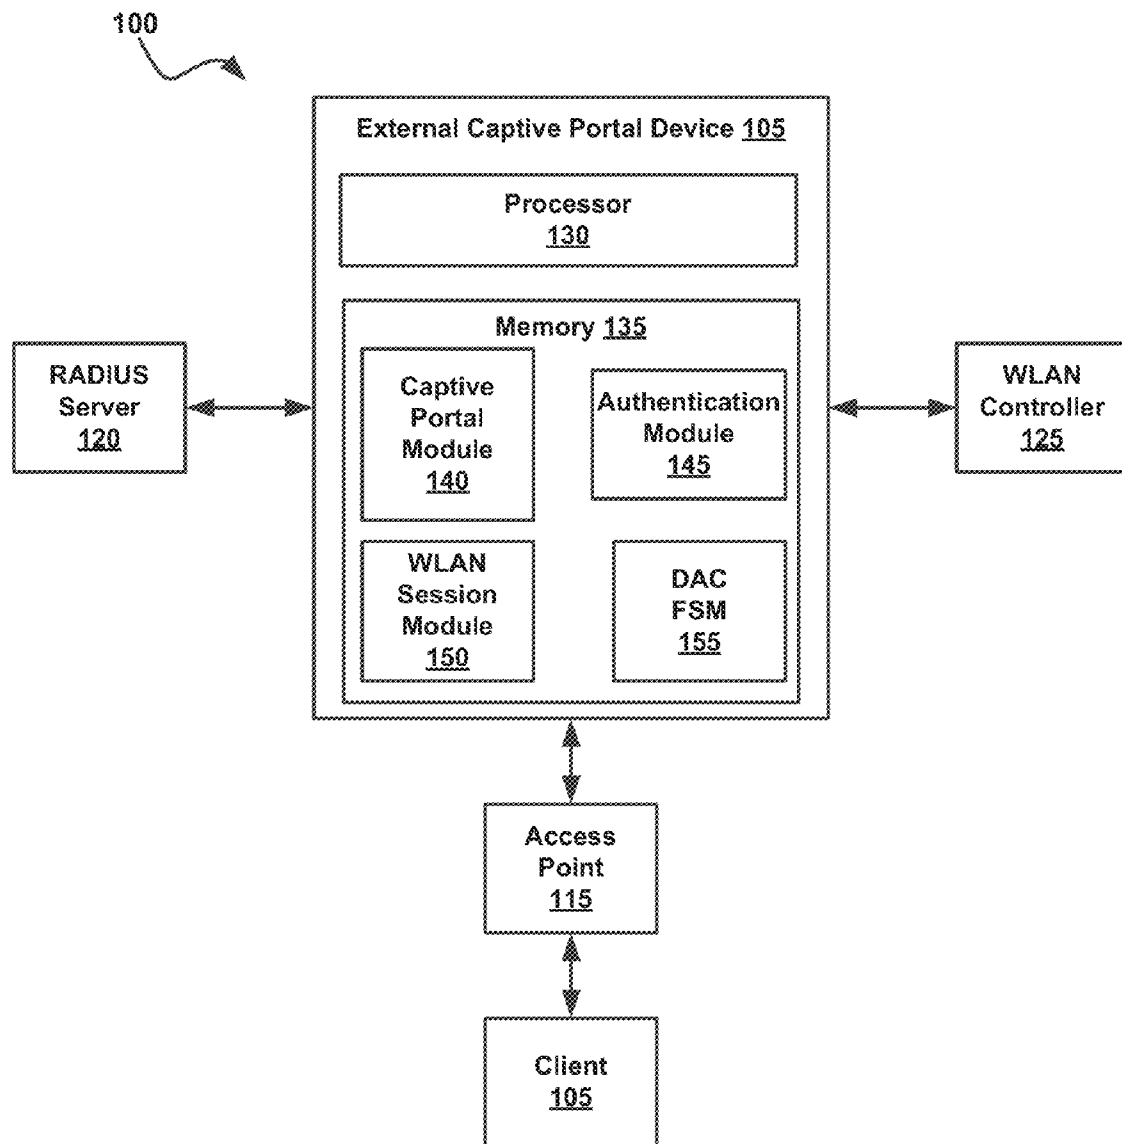 100
External Captive Portal Device 105
Processor
130
Memory 135
RADIUS
Server
120
Captive
Portal
Module
140
Authentication
Module
145
WLAN
Controller
125
WLAN
Session
Module
150
DAC
FSM
155
Access
Point
115
Client
105